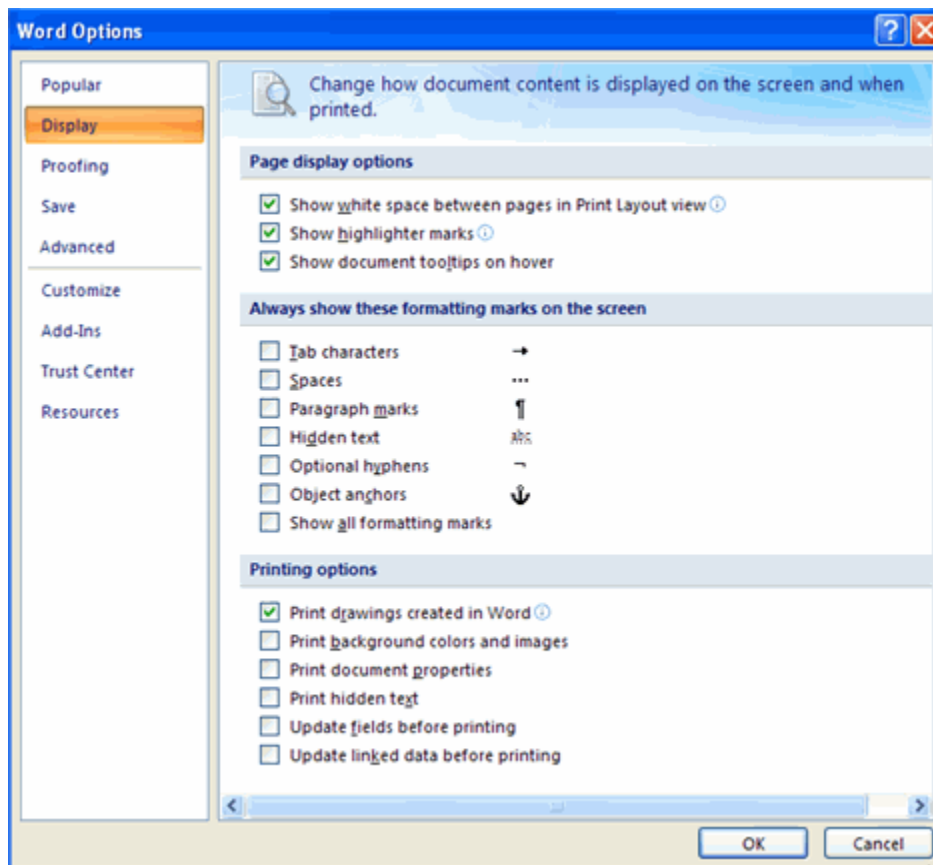 Word Options
Popular
Display
Proofing
Save
Advanced
Customize
Add-Ins
Trust Center
Resources
Change how document content is displayed on the screen and when
printed.
Page display options
Show white space between pages in Print Layout view
Show highlighter marks
Show document tooltips on hover
Always show these formatting marks on the screen
Tab characters
Spaces
Paragraph marks ¶
Hidden text abc
Optional hyphens ¬
Object anchors
Show all formatting marks
Printing options
Print drawings created in Word
Print background colors and images
Print document properties
Print hidden text
Update fields before printing
Update linked data before printing
OK Cancel